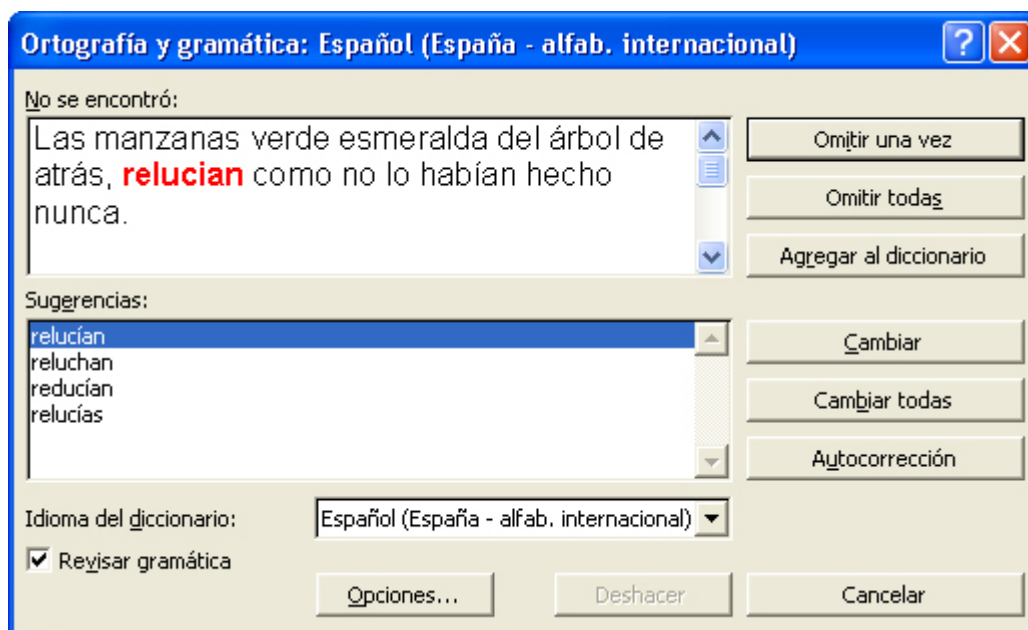 Ortografía y gramática: Español (España - alfab. internacional)
No se encontró:
Las manzanas verde esmeralda del árbol de
atrás, relucian como no lo habían hecho
nunca.
Omitir una vez
Omitir todas
Agregar al diccionario
Sugerencias:
relucían
reluchan
reducían
relucías
Cambiar
Cambiar todas
Autocorrección
Idioma del diccionario:
Español (España - alfab. internacional)
Revisar gramática
Opciones...
Deshacer
Cancelar